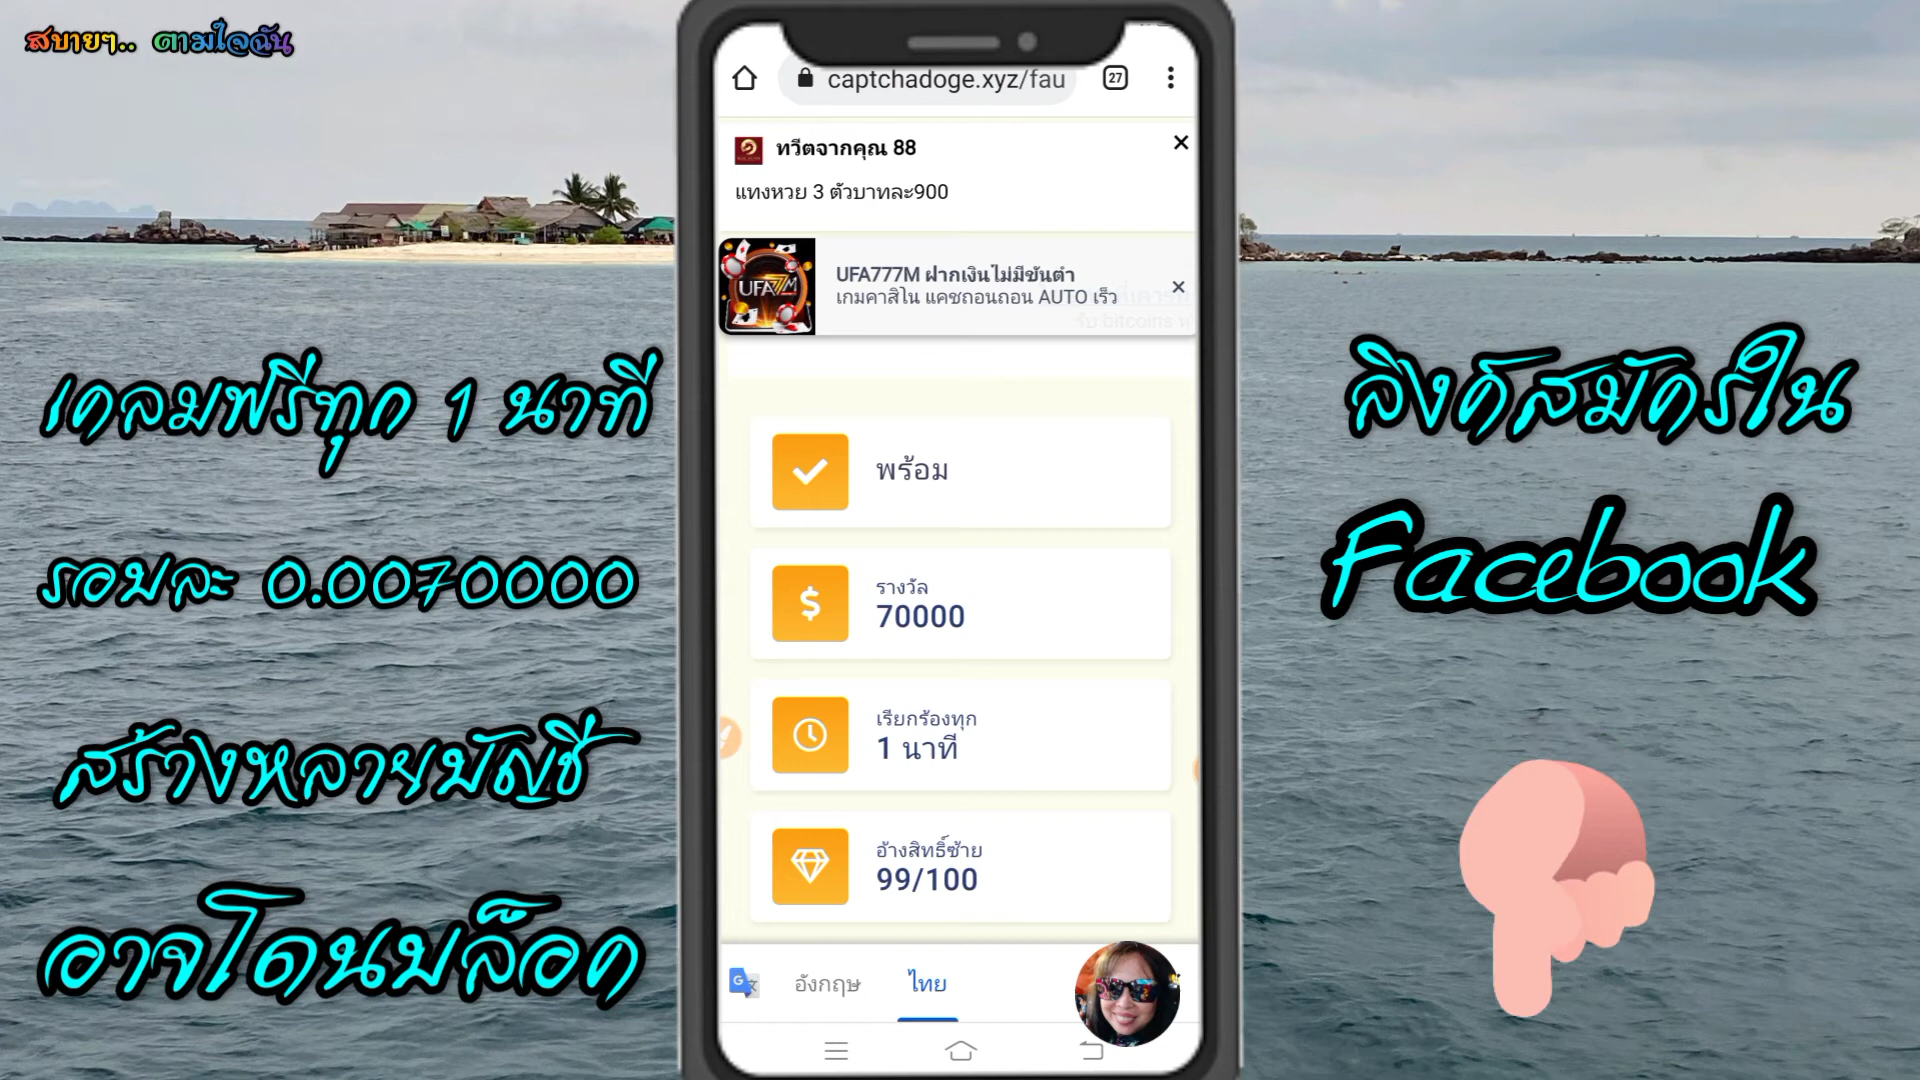 สบายๆ.. ตามใจฉัน
เคลมฟรีทุก 1 นาที
รอบละ 0.0070000
สร้างหลายบัญชี
อาจโดนบล็อค
captchadoge.xyz/fau
27
ทวีตจากคุณ 88
แทงหวย 3 ตัวบาทละ900
UFA777M ฝากเงินไม่มีขั้นต่ำ
เกมคาสิโน แคชถอนถอน AUTO เร็ว
รับ bitcoins
UFA77M
พร้อม
รางวัล
70000
เรียกร้องทุก
1 นาที
อ้างสิทธิ์ซ้าย
99/100
อังกฤษ ไทย
ลิงค์สมัครใน
Facebook